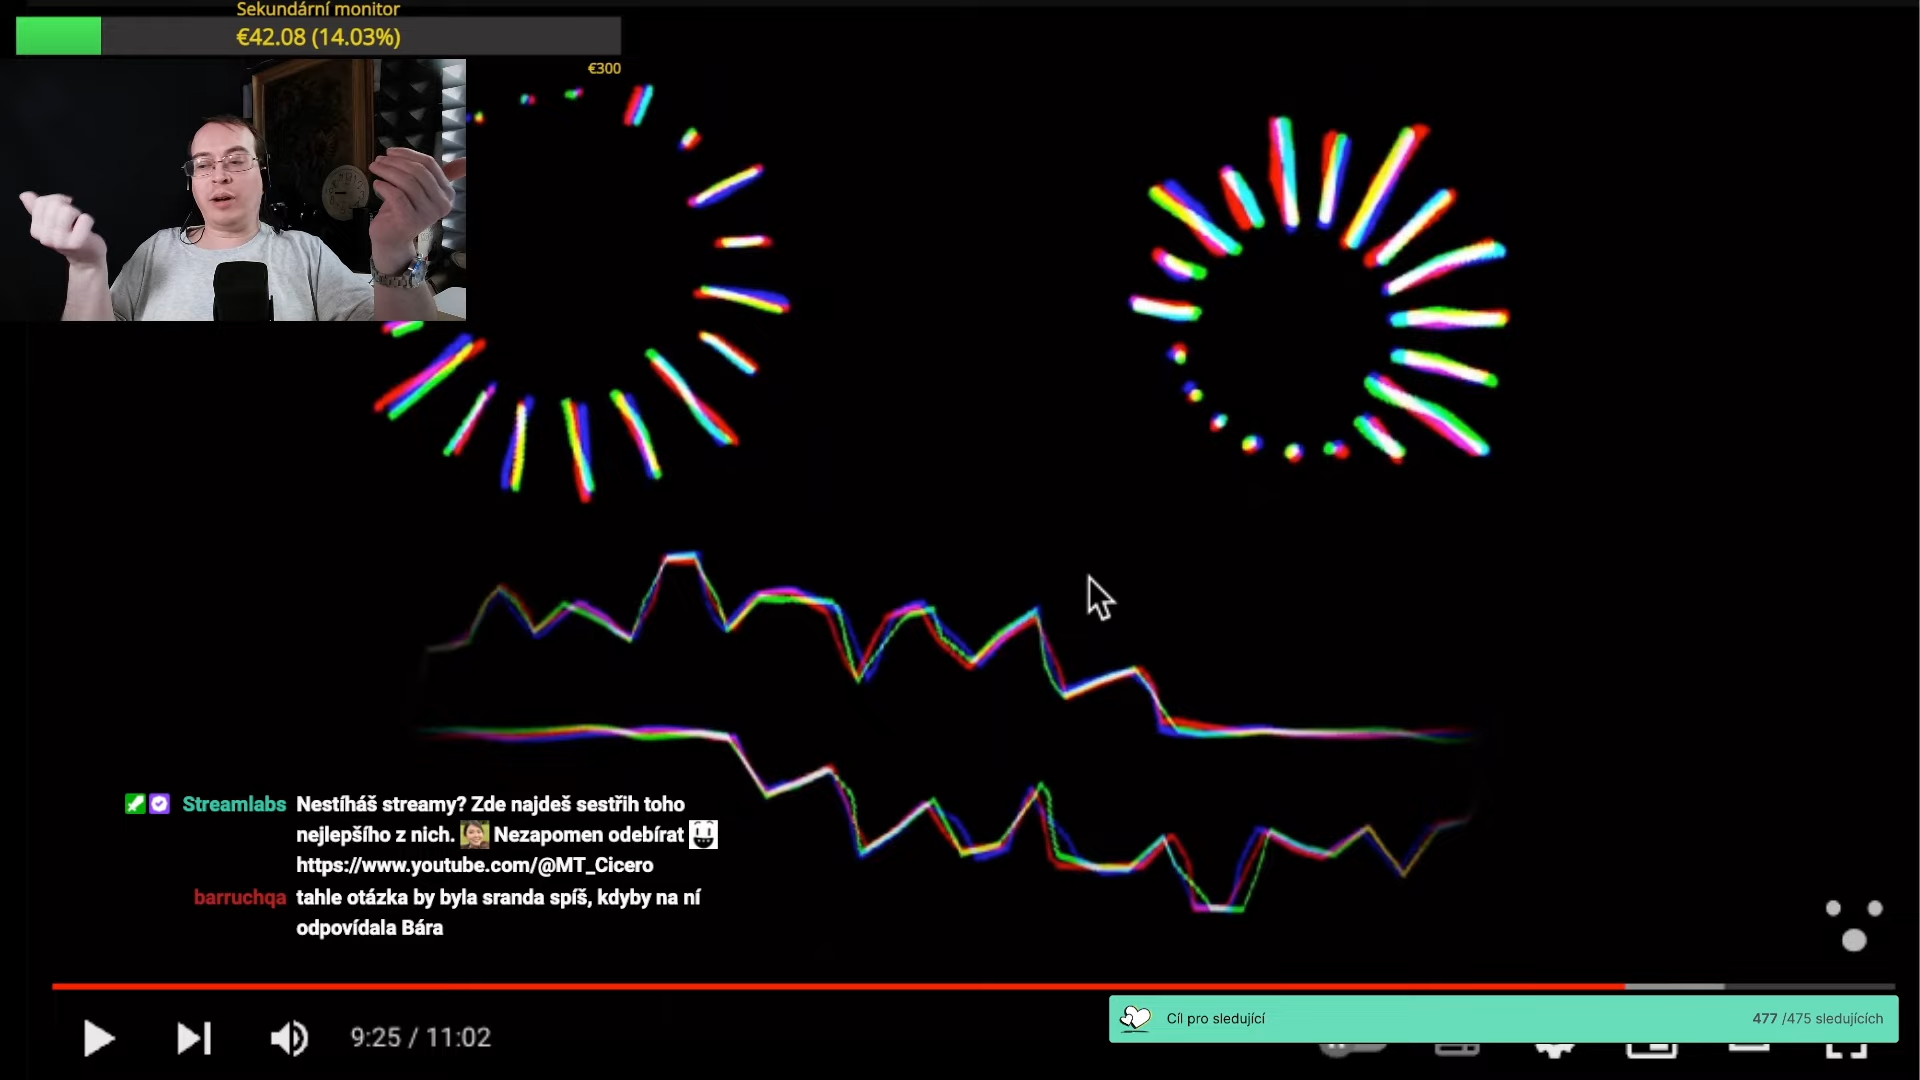 Sekundární monitor
€42.08 (14.03%)
€300
Streamlabs Nestíháš streamy? Zde najdeš sestřih toho
nejlepšího z nich. Nezapomen odebírat
https://www.youtube.com/@MT_Cicero
barruchqa tahle otázka by byla sranda spíš, kdyby na ní
odpovídala Bára
Cíl pro sledující
477 /475 sledujících
9:25 / 11:02